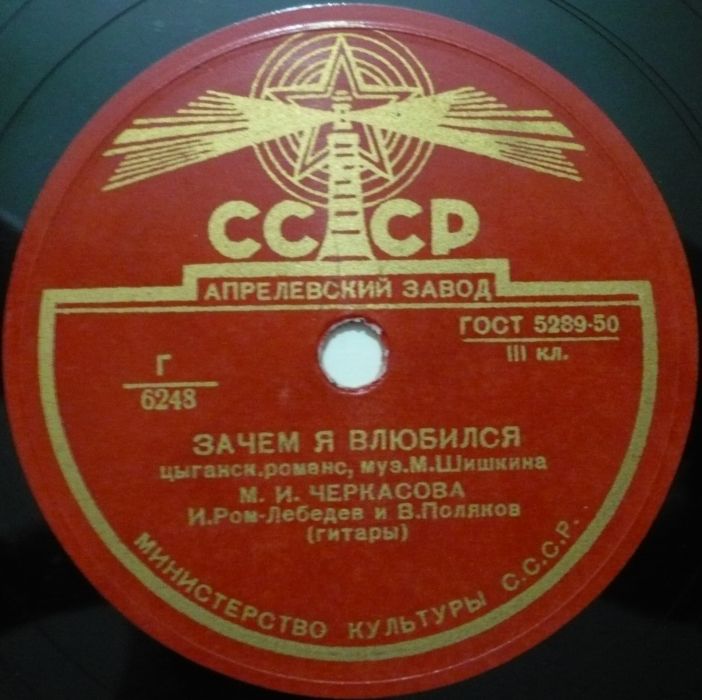 СССР
АПРЕЛЕВСКИЙ ЗАВОД
ГОСТ 5289-50
III кл.
Г
6248
ЗАЧЕМ Я ВЛЮБИЛСЯ
цыганск.романс, муз.М.Шишкина
М. И. ЧЕРКАСОВА
И.Ром-Лебедев и В.Поляков
(гитары)
МИНИСТЕРСТВО КУЛЬТУРЫ С.С.С.Р.